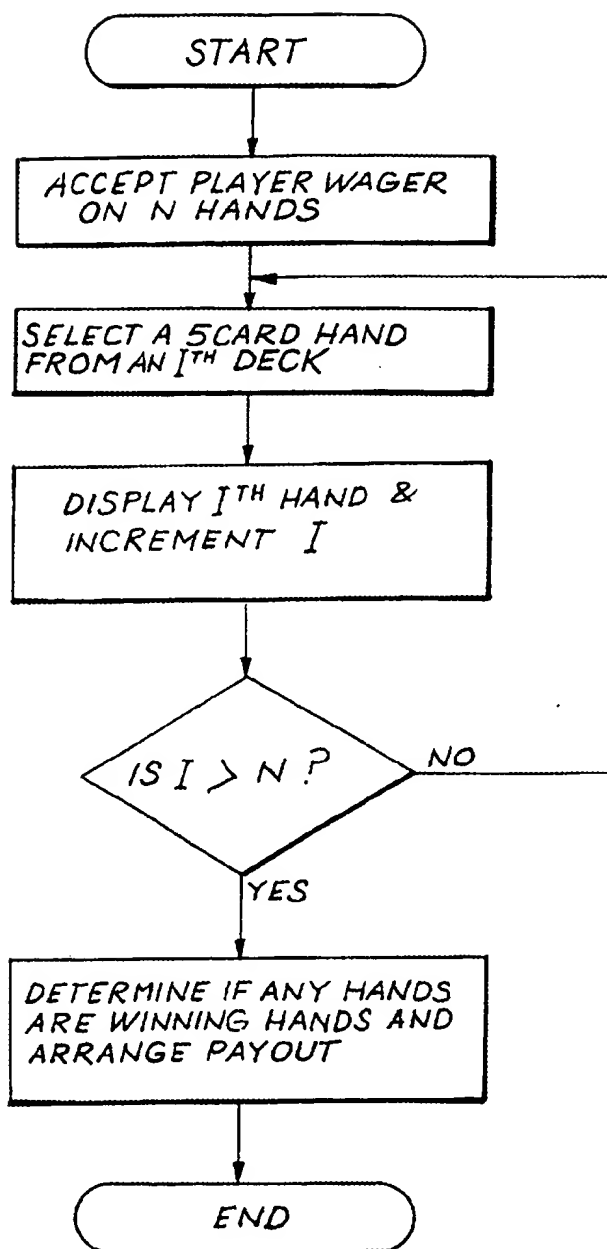 START
ACCEPT PLAYER WAGER
ON N HANDS
SELECT A 5CARD HAND
FROM AN ITH DECK
DISPLAY ITH HAND &
INCREMENT I
IS I > N ?
NO
YES
DETERMINE IF ANY HANDS
ARE WINNING HANDS AND
ARRANGE PAYOUT
END